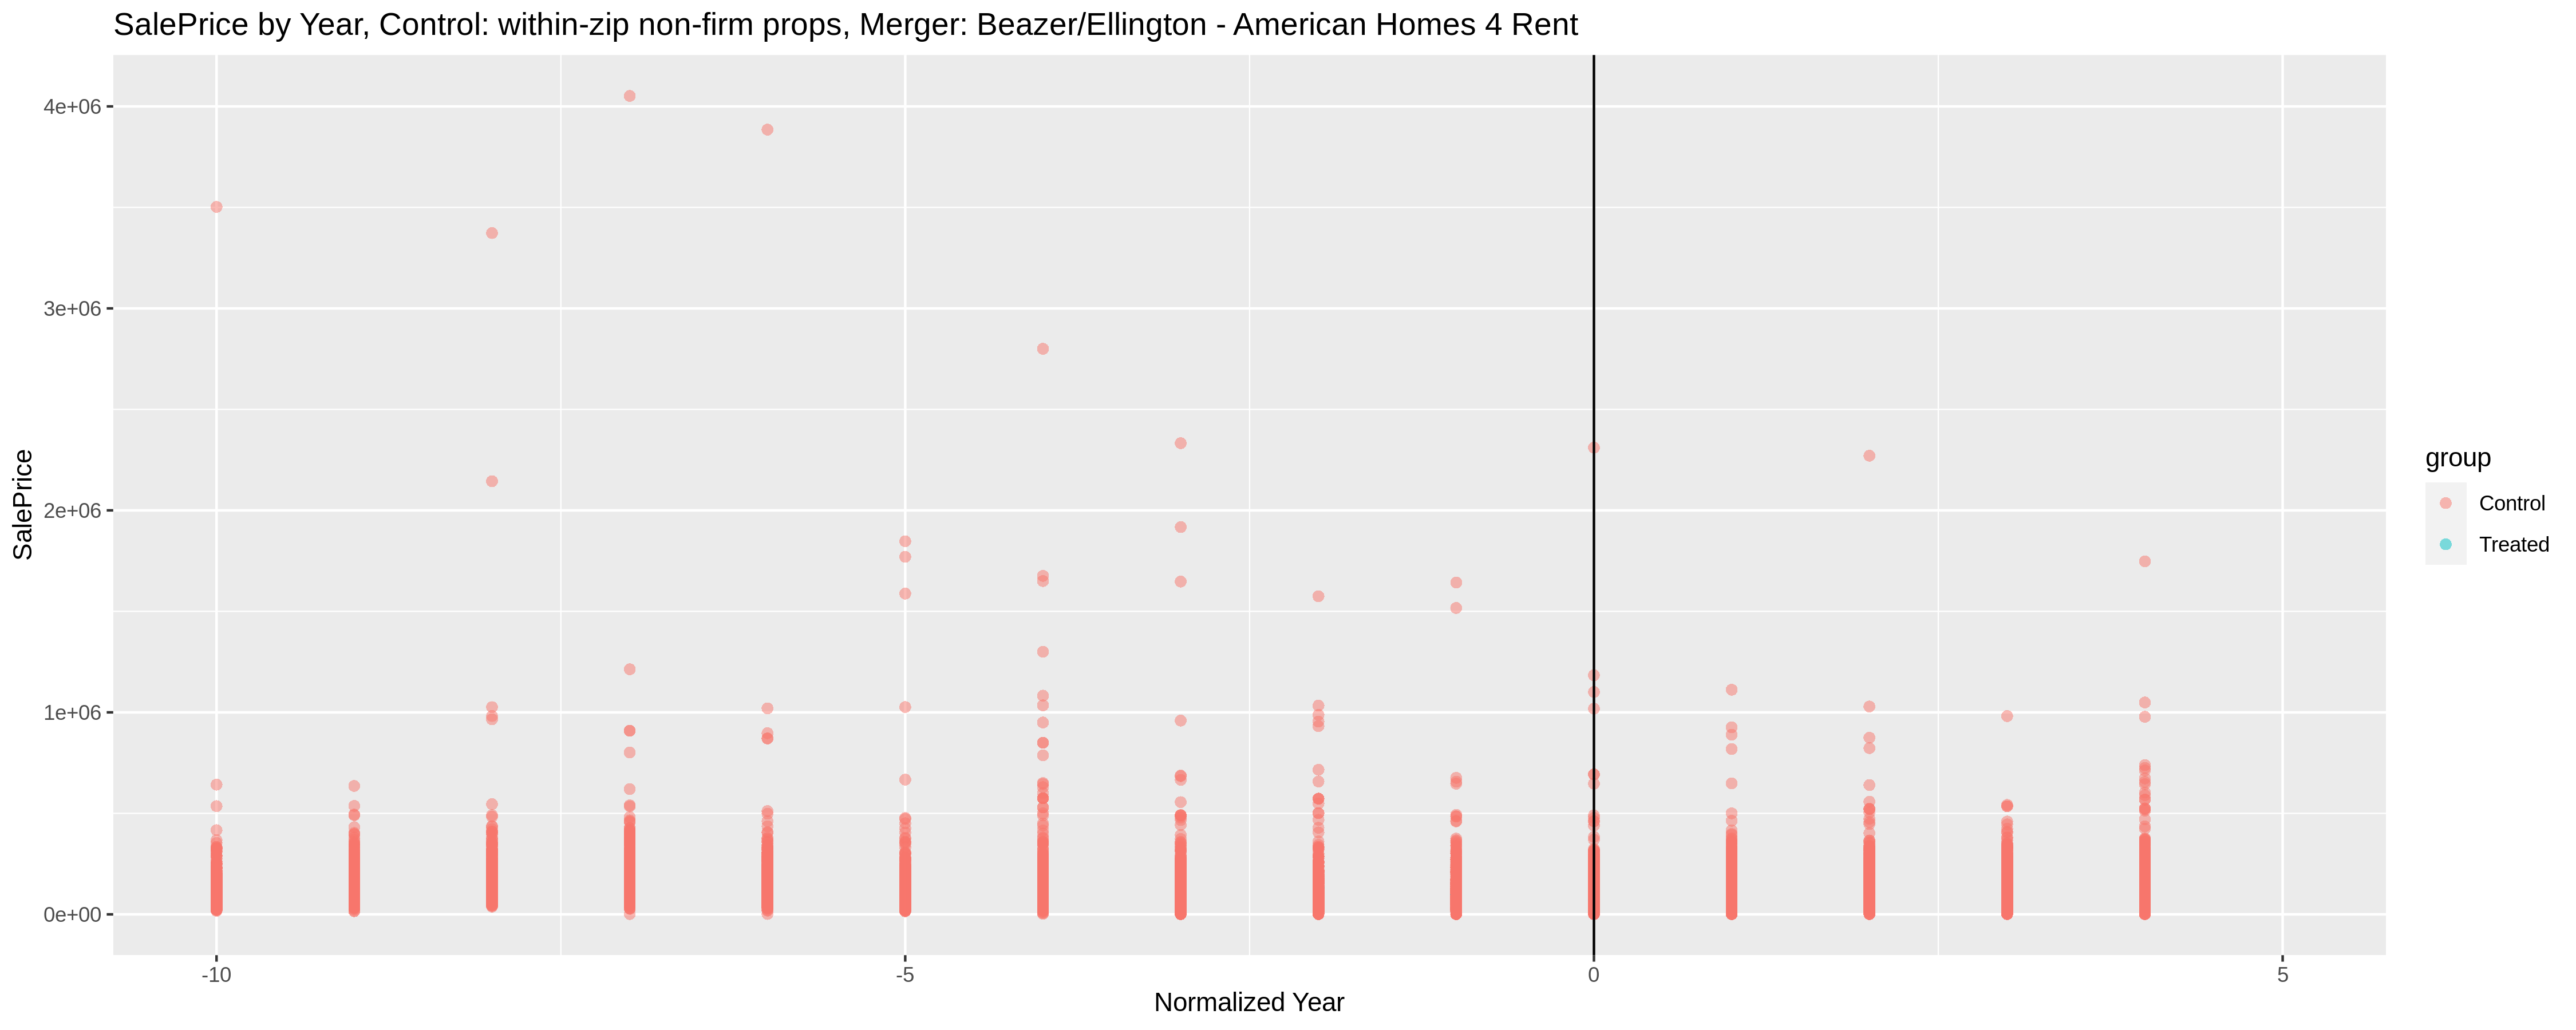 SalePrice by Year, Control: within-zip non-firm props, Merger: Beazer/Ellington - American Homes 4 Rent
4e+06
3e+06
2e+06
1e+06
0e+00
SalePrice
-10
-5
0
5
Normalized Year
group
Control
Treated